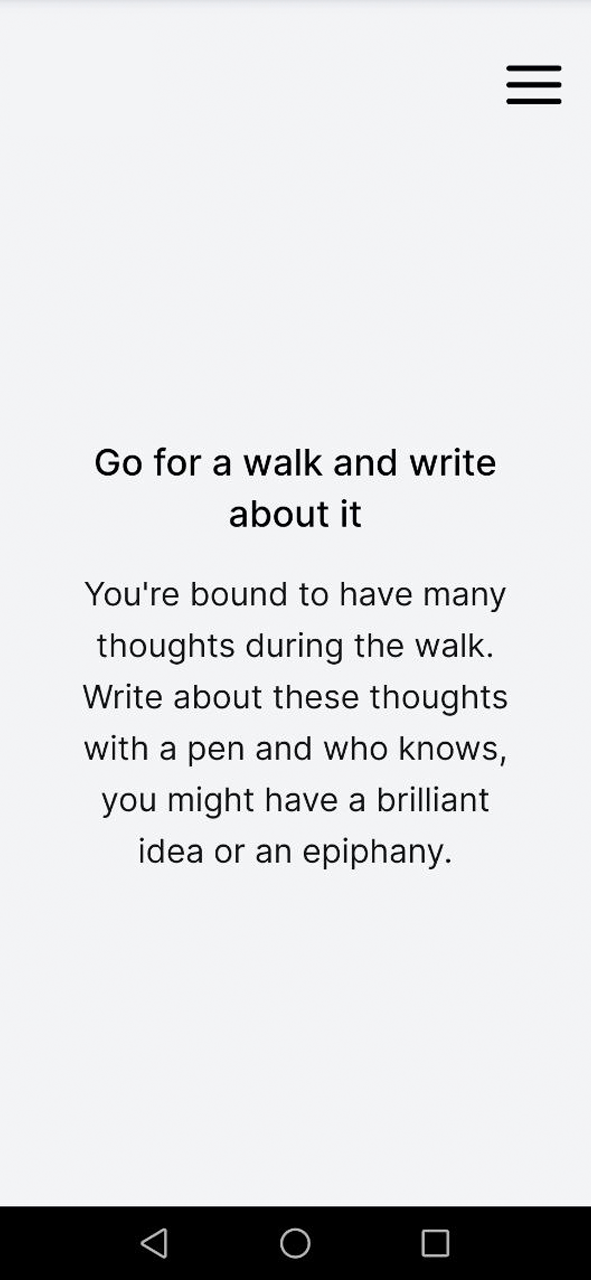 Go for a walk and write
about it
You're bound to have many
thoughts during the walk.
Write about these thoughts
with a pen and who knows,
you might have a brilliant
idea or an epiphany.